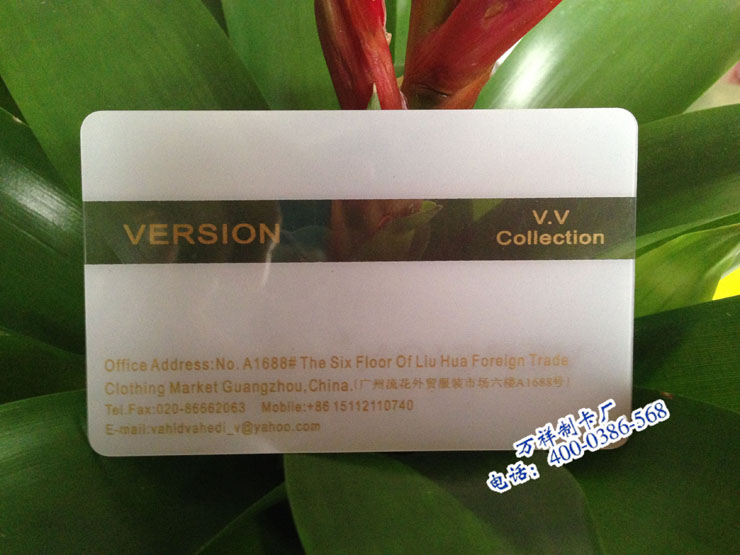 VERSION
V.V
Collection
Office Address:No. A1688# The Six Floor Of Liu Hua Foreign Trade
Clothing Market Guangzhou,China.(广州流花外贸服装市场六楼A1688号)
Tel.Fax:020-86562063 Mobile:+86 15112110740
E-mail:vahidvahedi_v@yahoo.com
万祥制卡厂
电话：400-0386-568